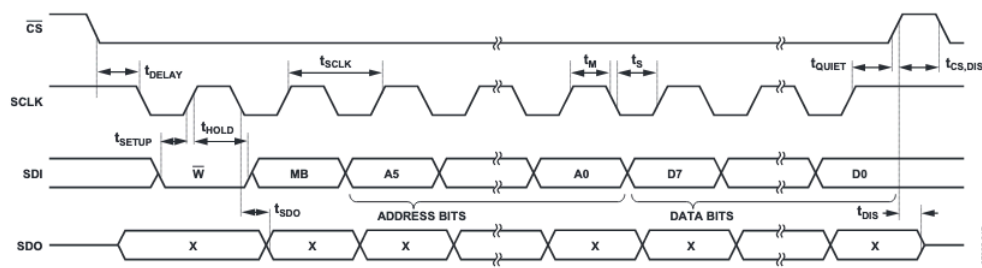 CS
tDELAY
tSCLK
tM
tS
tQUIET
tCS,DIS
SCLK
tSETUP
tHOLD
SDI
W
MB
A5
A0
D7
D0
tSDO
ADDRESS BITS
DATA BITS
tDIS
SDO
X
X
X
X
X
X